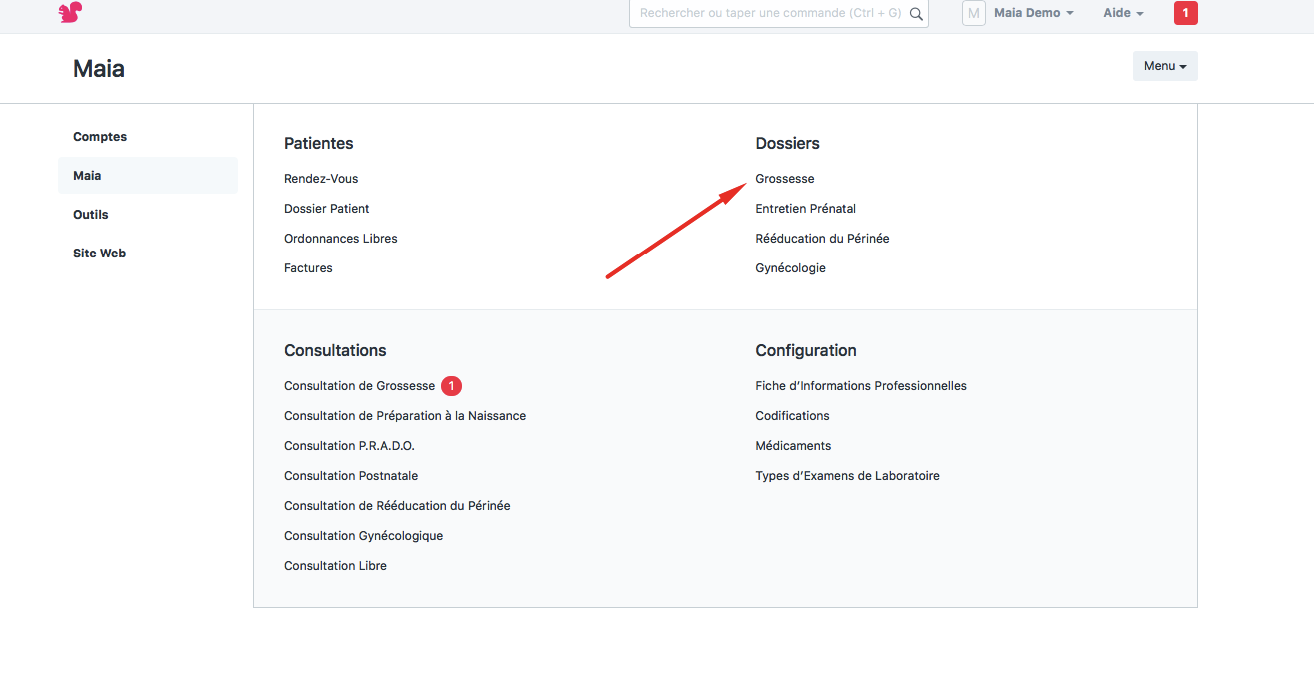 Rechercher ou taper une commande (Ctrl + G)
M
Maia Demo
Aide
1
Maia
Menu
Comptes
Maia
Outils
Site Web
Patientes
Rendez-Vous
Dossier Patient
Ordonnances Libres
Factures
Dossiers
Grossesse
Entretien Prénatal
Rééducation du Périnée
Gynécologie
Consultations
Consultation de Grossesse 1
Consultation de Préparation à la Naissance
Consultation P.R.A.D.O.
Consultation Postnatale
Consultation de Rééducation du Périnée
Consultation Gynécologique
Consultation Libre
Configuration
Fiche d’Informations Professionnelles
Codifications
Médicaments
Types d’Examens de Laboratoire